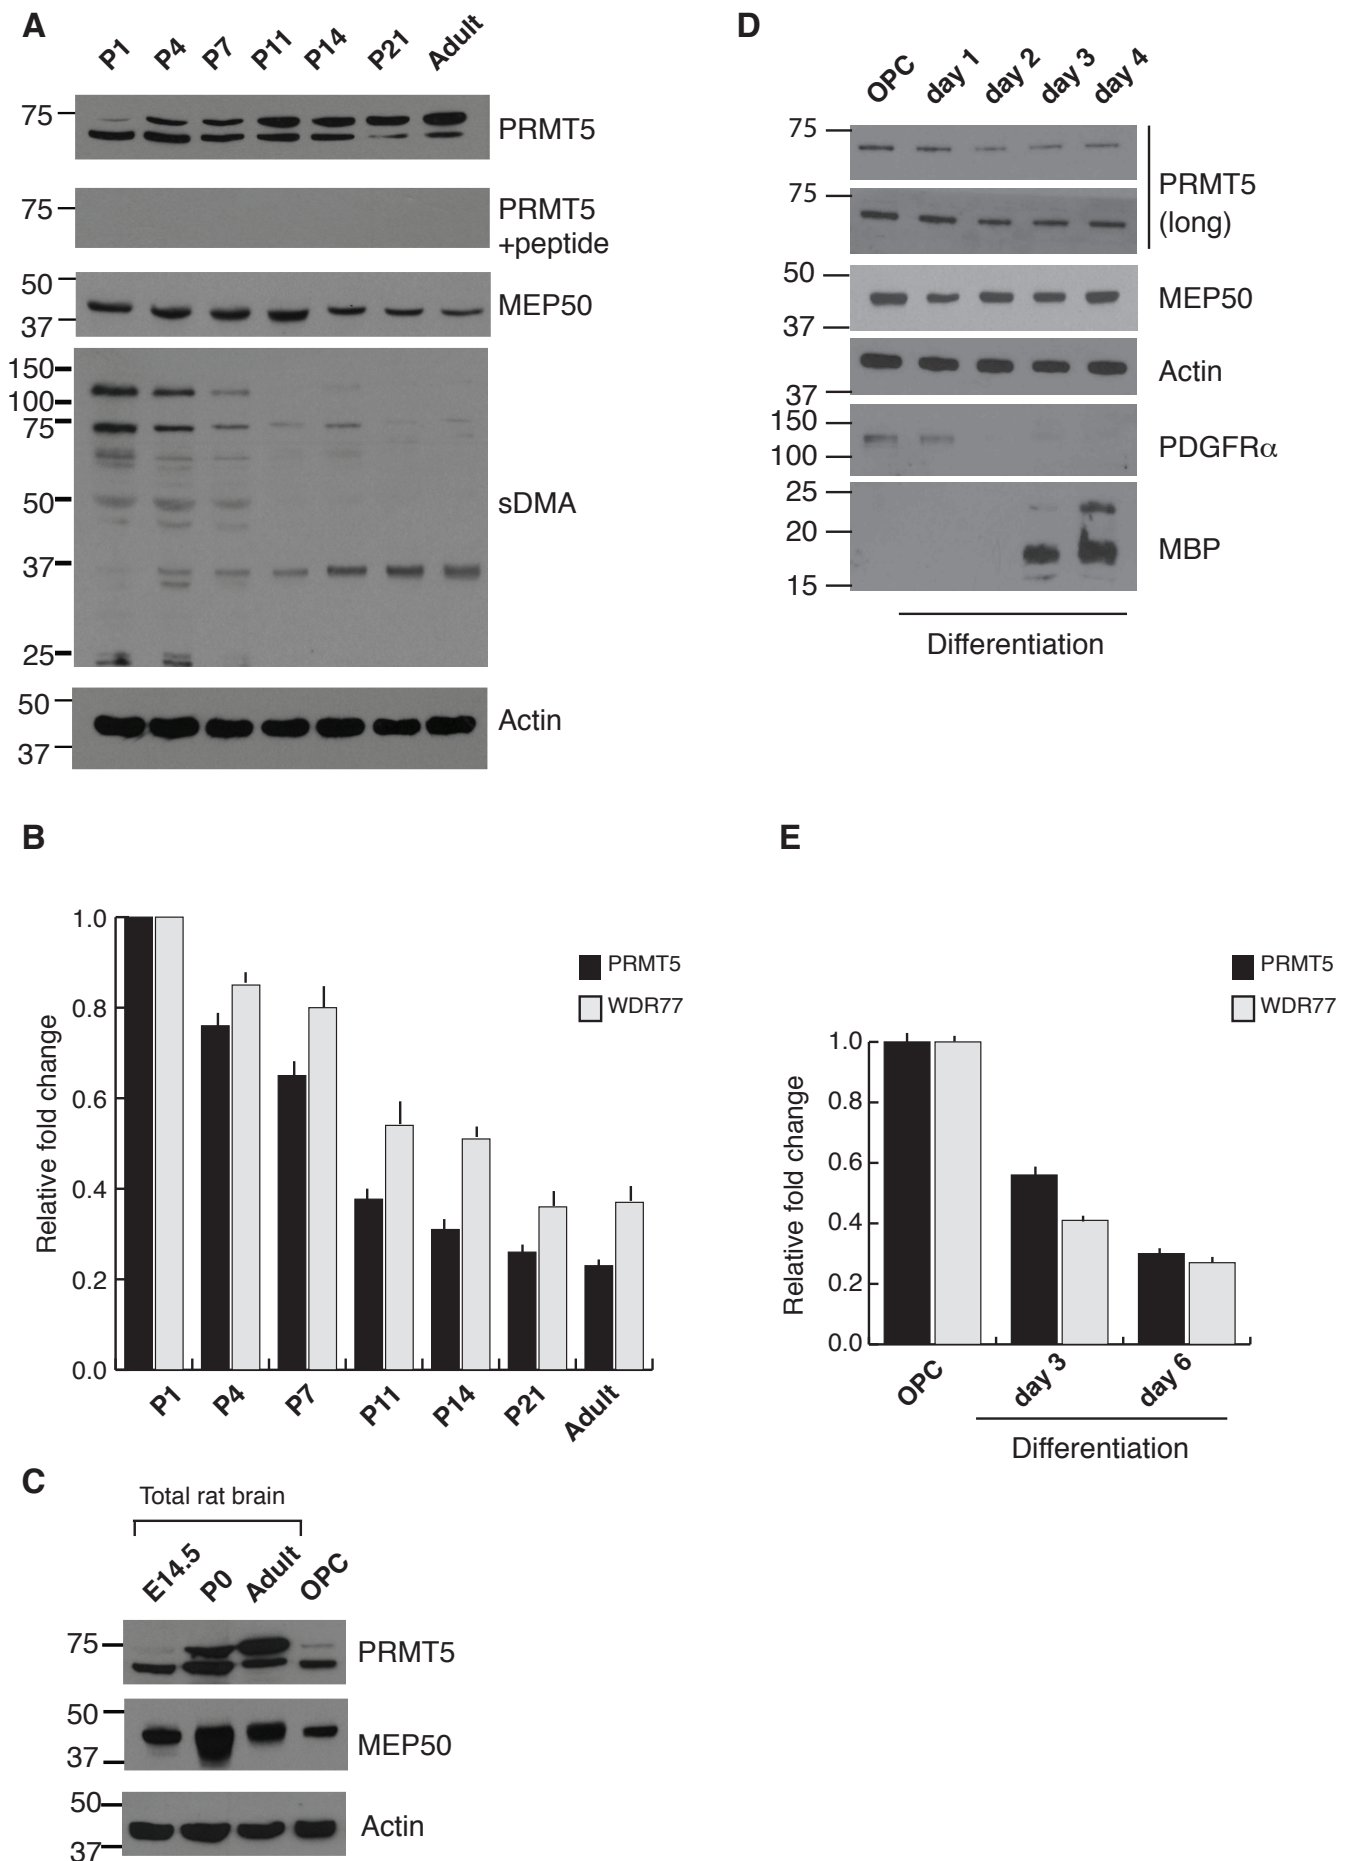 A
P1 P4 P7 P11 P14 P21 Adult
75
PRMT5
75
PRMT5
+peptide
50
37
MEP50
150
100
75
50
37
25
sDMA
50
37
Actin
B
Relative fold change
1.0
0.8
0.6
0.4
0.2
0.0
PRMT5
WDR77
P1 P4 P7 P11 P14 P21 Adult
C
Total rat brain
E14.5 P0 Adult OPC
75
PRMT5
50
37
MEP50
50
37
Actin
D
OPC day 1 day 2 day 3 day 4
75
75
PRMT5
(long)
50
37
MEP50
37
Actin
150
100
PDGFRα
25
20
15
MBP
Differentiation
E
PRMT5
WDR77
Relative fold change
1.0
0.8
0.6
0.4
0.2
0.0
OPC day 3 day 6
Differentiation